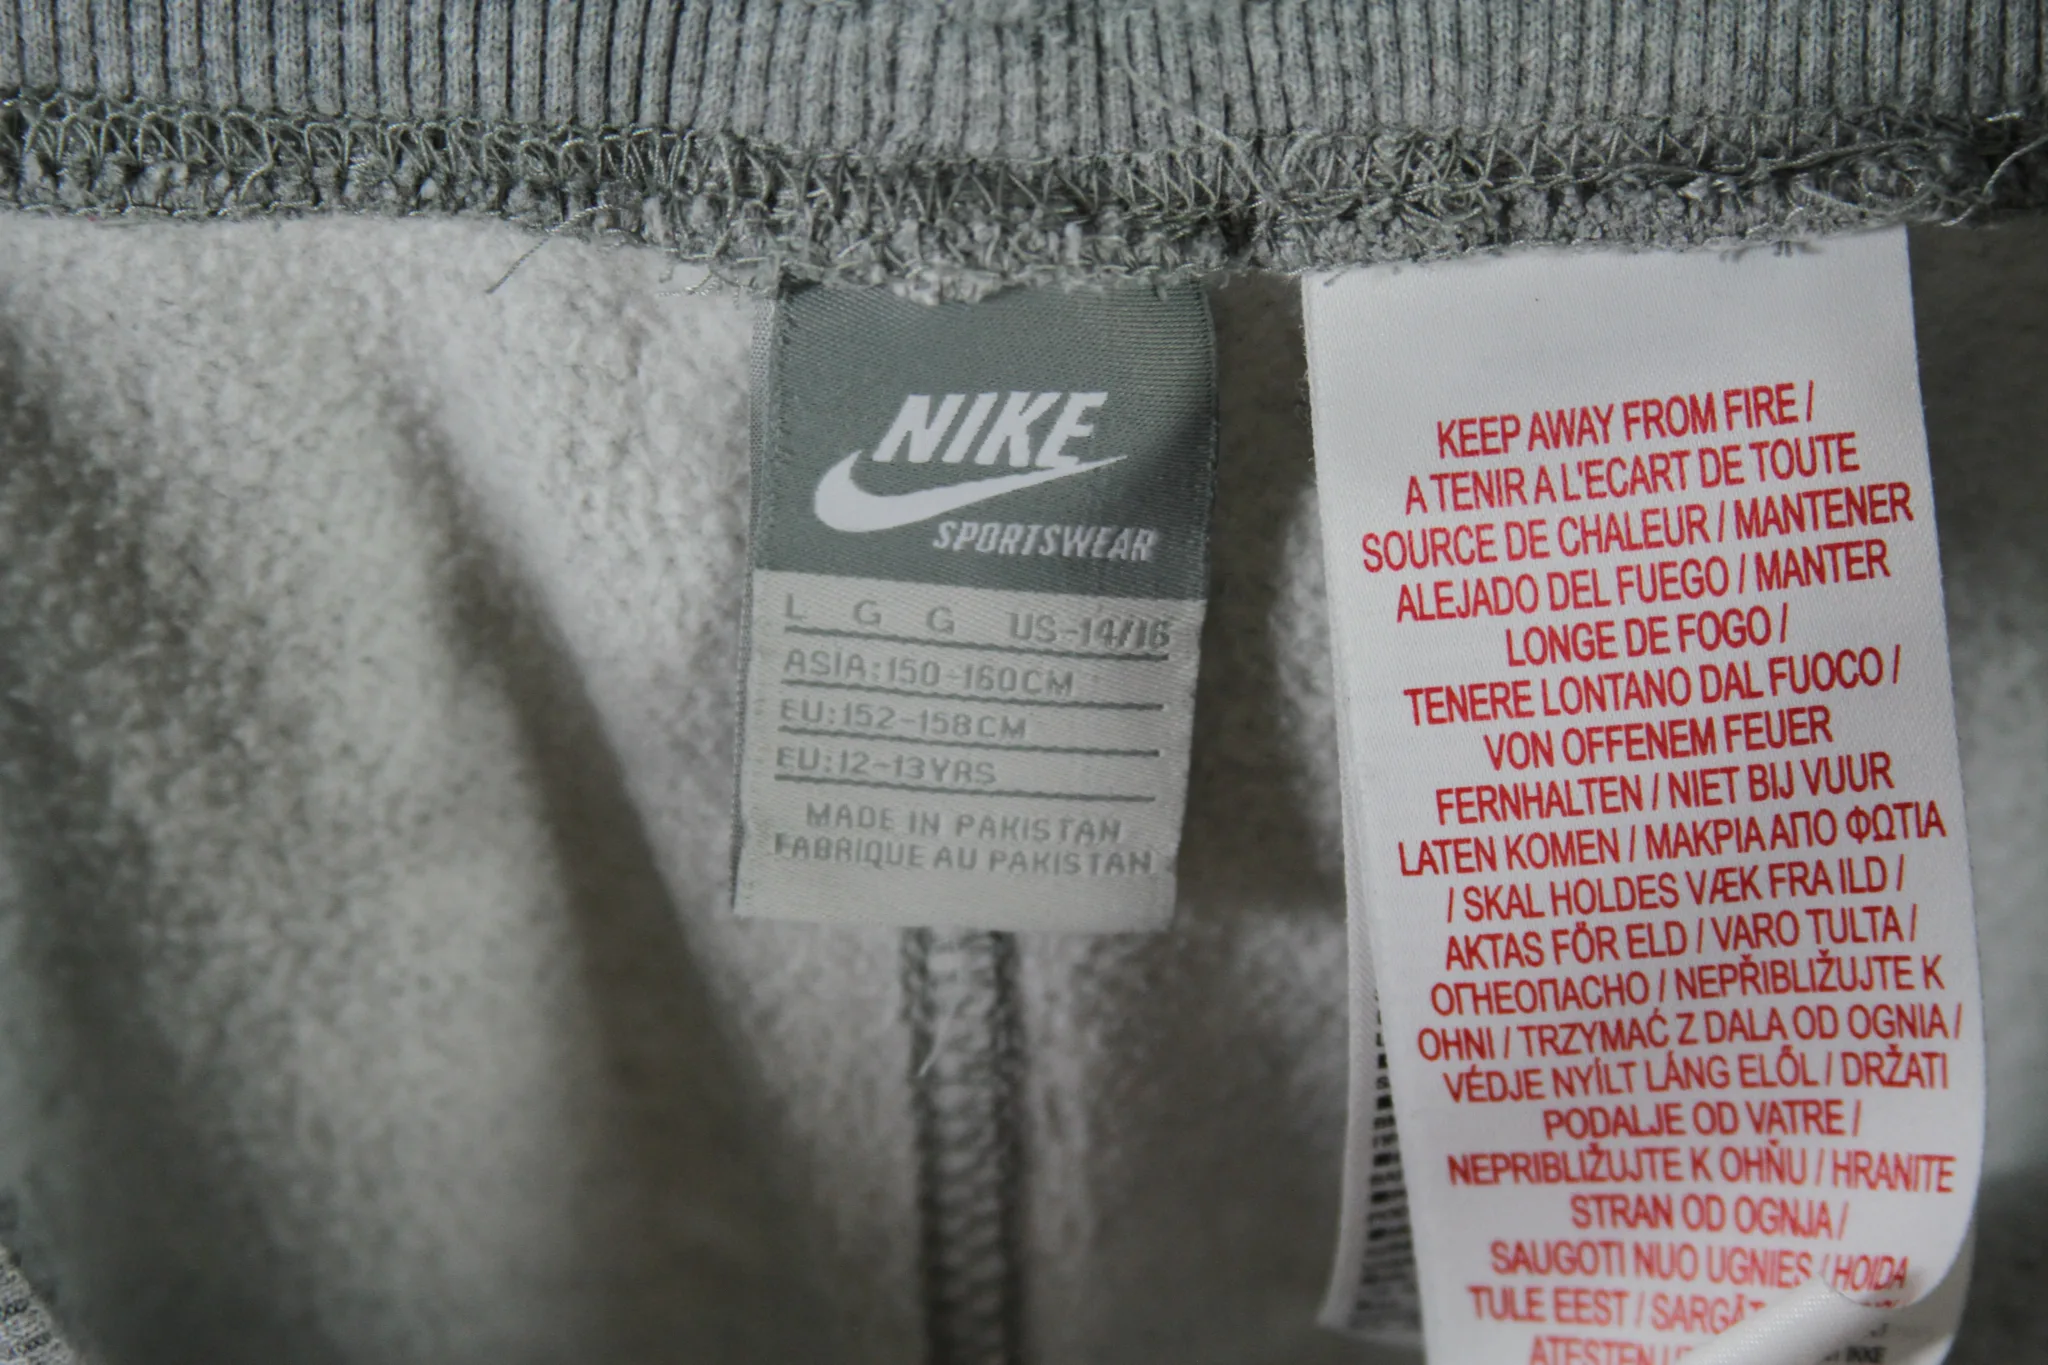 NIKE
SPORTSWEAR
L G G US-14/16
ASIA:150-160CM
EU:152-158CM
EU:12-13YRS
MADE IN PAKISTAN
FABRIQUE AU PAKISTAN
KEEP AWAY FROM FIRE /
A TENIR A L'ECART DE TOUTE
SOURCE DE CHALEUR / MANTENER
ALEJADO DEL FUEGO / MANTER
LONGE DE FOGO /
TENERE LONTANO DAL FUOCO /
VON OFFENEM FEUER
FERNHALTEN / NIET BIJ VUUR
LATEN KOMEN / ΜΑΚΡΙΑ ΑΠΟ ΦΩΤΙΑ
/ SKAL HOLDES VÆK FRA ILD /
AKTAS FÖR ELD / VARO TULTA /
ОГНЕОПАСНО / NEPŘIBLIŽUJTE K
OHNI / TRZYMAĆ Z DALA OD OGNIA /
VÉDJE NYÍLT LÁNG ELŐL / DRŽATI
PODALJE OD VATRE /
NEPRIBLIŽUJTE K OHŇU / HRANITE
STRAN OD OGNJA /
SAUGOTI NUO UGNIES / HOIDA
TULE EEST /